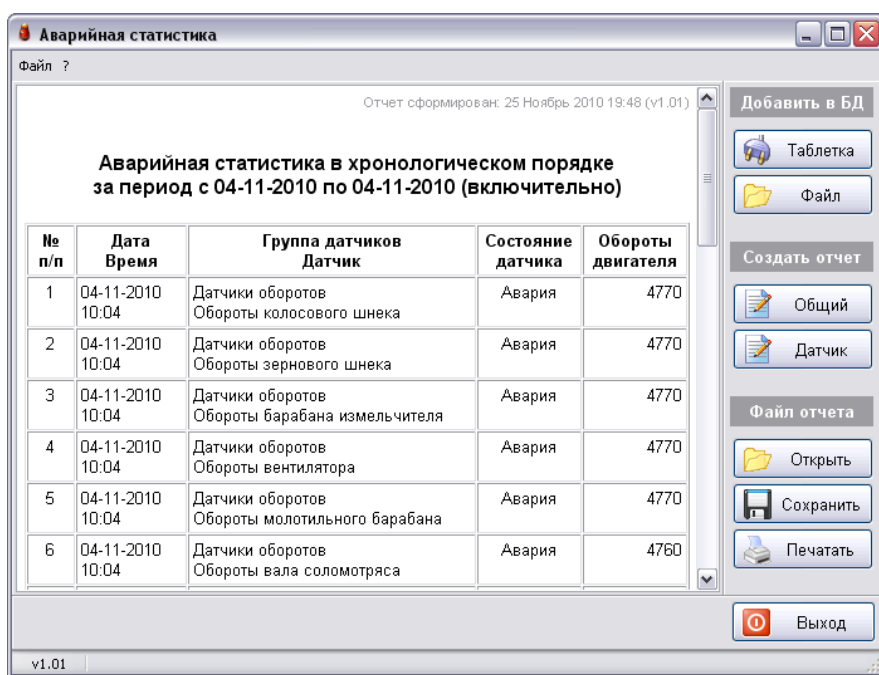 Аварийная статистика
Файл ?
Отчет сформирован: 25 Ноябрь 2010 19:48 (v1.01)
Аварийная статистика в хронологическом порядке
за период с 04-11-2010 по 04-11-2010 (включительно)
№ п/п Дата Время Группа датчиков Датчик Состояние датчика Обороты двигателя
1 04-11-2010 10:04 Датчики оборотов Обороты колосового шнека Авария 4770
2 04-11-2010 10:04 Датчики оборотов Обороты зернового шнека Авария 4770
3 04-11-2010 10:04 Датчики оборотов Обороты барабана измельчителя Авария 4770
4 04-11-2010 10:04 Датчики оборотов Обороты вентилятора Авария 4770
5 04-11-2010 10:04 Датчики оборотов Обороты молотильного барабана Авария 4770
6 04-11-2010 10:04 Датчики оборотов Обороты вала соломотряса Авария 4760
Добавить в БД
Таблетка
Файл
Создать отчет
Общий
Датчик
Файл отчета
Открыть
Сохранить
Печатать
Выход
v1.01